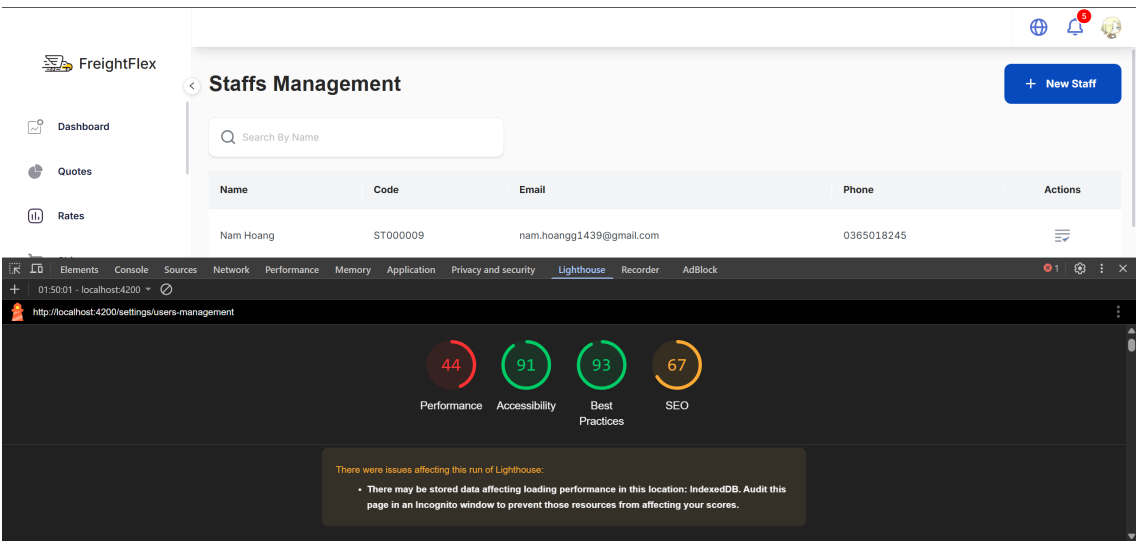 5
FreightFlex
Staffs Management
+ New Staff
Dashboard
Search By Name
Quotes
Name Code Email Phone Actions
Rates
Nam Hoang ST000009 nam.hoangg1439@gmail.com 0365018245
Elements Console Sources Network Performance Memory Application Privacy and security Lighthouse Recorder AdBlock 1
01:50:01 - localhost:4200
http://localhost:4200/settings/users-management
44 91 93 67
Performance Accessibility Best Practices SEO
There were issues affecting this run of Lighthouse:
• There may be stored data affecting loading performance in this location: IndexedDB. Audit this
page in an Incognito window to prevent those resources from affecting your scores.